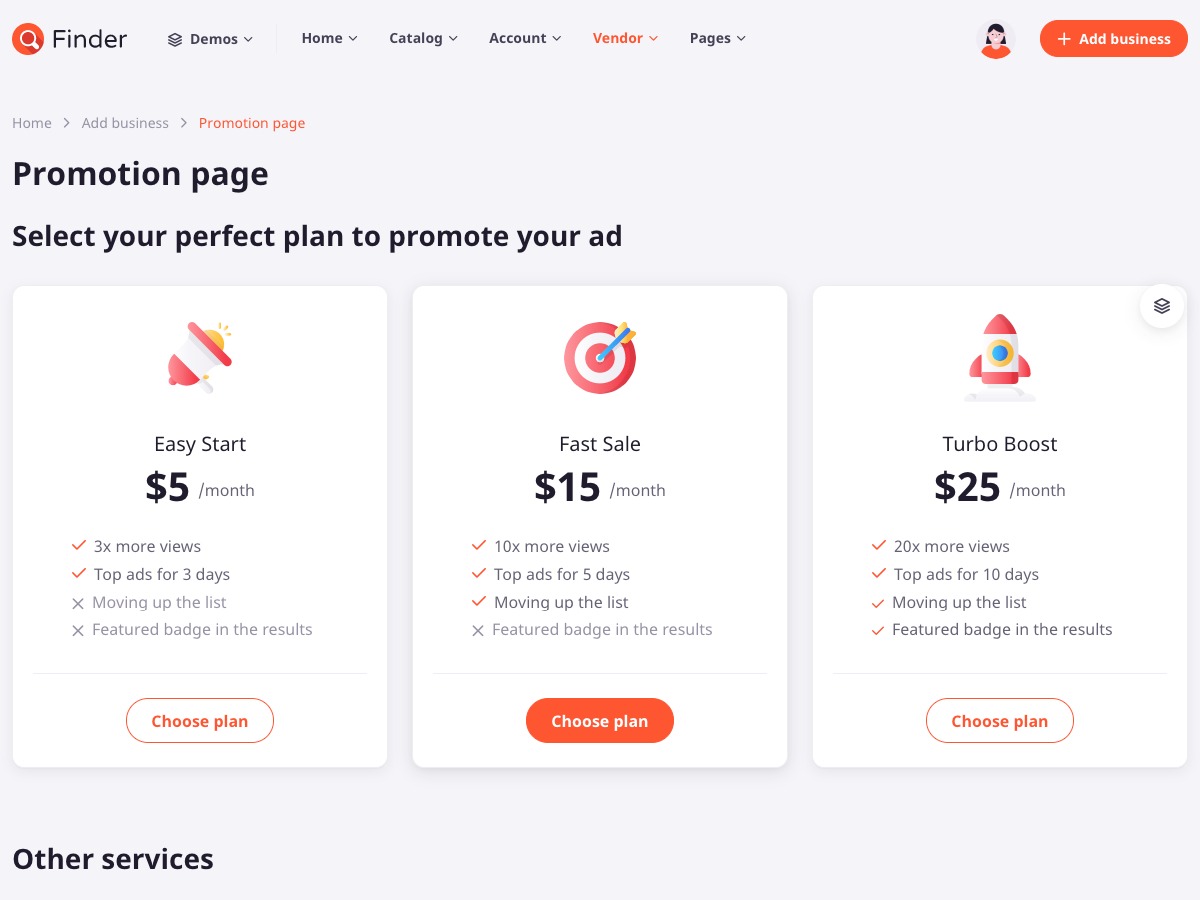 Finder
Demos
Home
Catalog
Account
Vendor
Pages
Add business
Home
Add business
Promotion page
Promotion page
Select your perfect plan to promote your ad
Easy Start
$5 /month
3x more views
Top ads for 3 days
Moving up the list
Featured badge in the results
Choose plan
Fast Sale
$15 /month
10x more views
Top ads for 5 days
Moving up the list
Featured badge in the results
Choose plan
Turbo Boost
$25 /month
20x more views
Top ads for 10 days
Moving up the list
Featured badge in the results
Choose plan
Other services